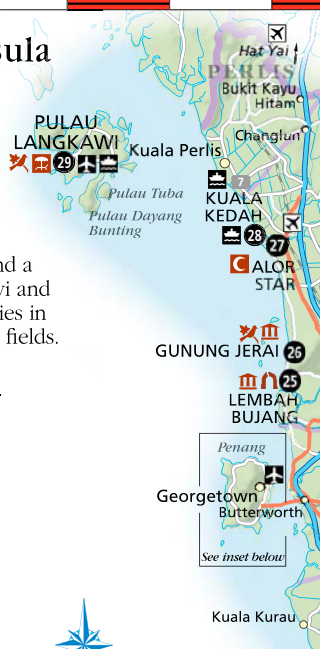 sula
Hat Yai
PERLIS
Bukit Kayu
Hitam
PULAU
LANGKAWI
Changlun
Kuala Perlis
29
7
Pulau Tuba
KUALA
KEDAH
Pulau Dayang
Bunting
28
27
nd a
ALOR
STAR
vi and
ies in
fields.
GUNUNG JERAI 26
25
LEMBAH
BUJANG
Penang
Georgetown
Butterworth
See inset below
Kuala Kurau